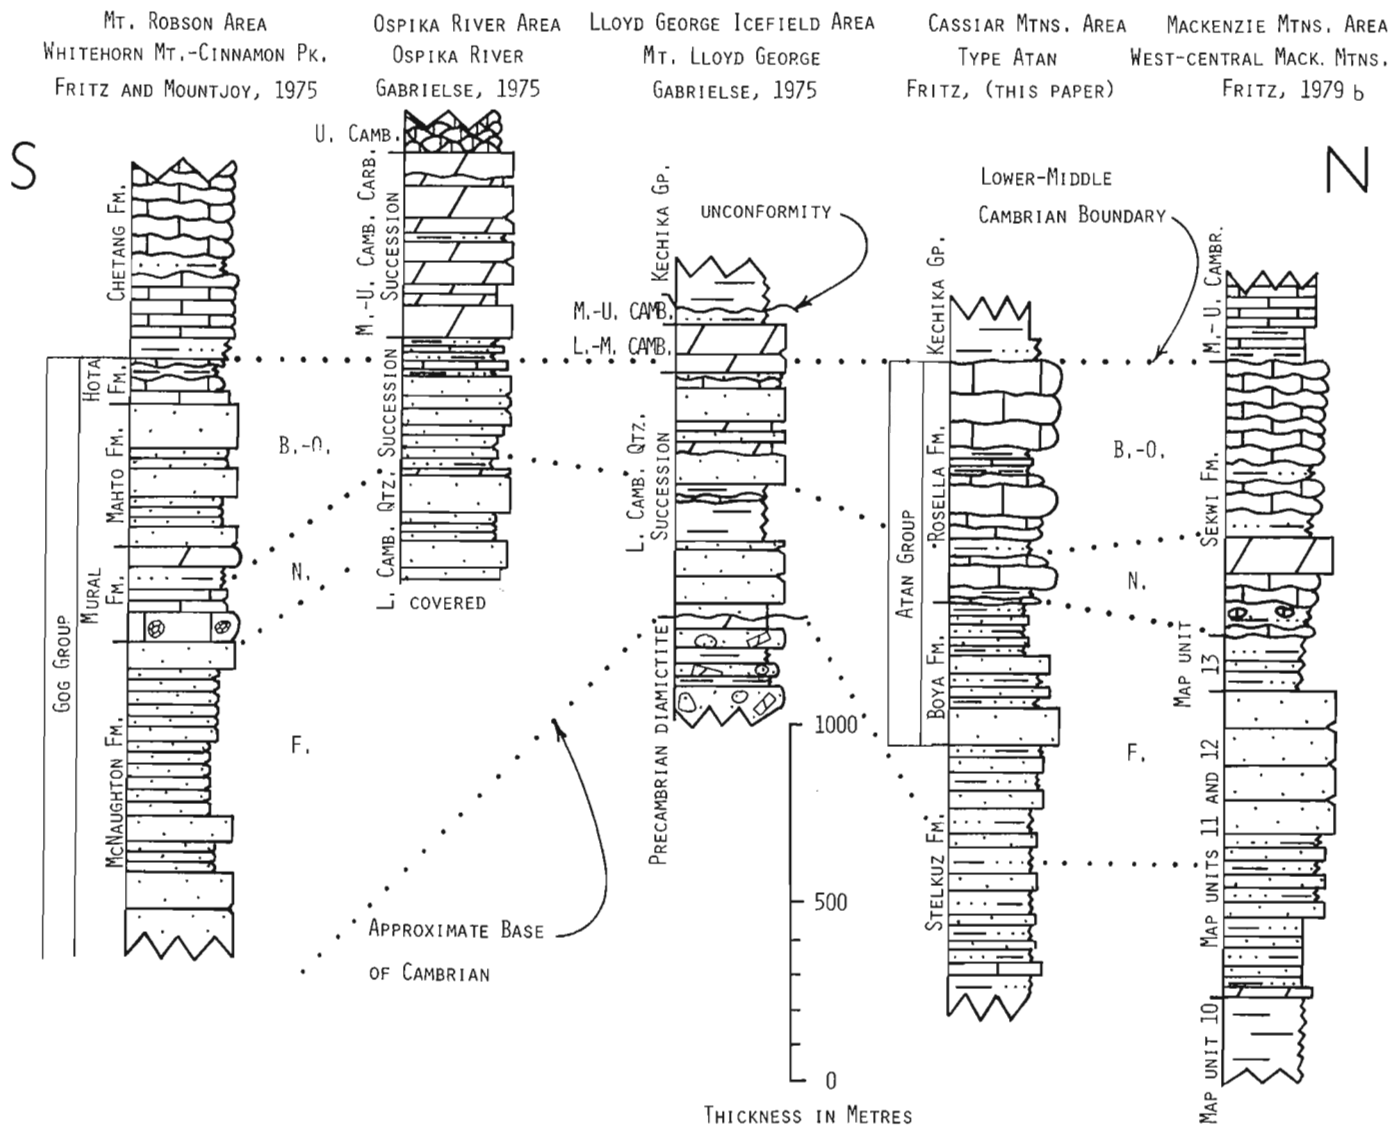 Mt. Robson Area
Whitehorn Mt.-Cinnamon Pk.
Fritz and Mountjoy, 1975
Ospika River Area
Ospika River
Gabrielse, 1975
Lloyd George Icefield Area
Mt. Lloyd George
Gabrielse, 1975
Cassiar Mtns. Area
Type Atan
Fritz, (this paper)
Mackenzie Mtns. Area
West-central Mack. Mtns.
Fritz, 1979 b
S
N
Chetang Fm.
Hota
Fm.
Mahto Fm.
Mural
Fm.
McNaughton Fm.
Gog Group
U. Camb.
M.-U. Camb. Carb.
Succession
L. Camb. Qtz. Succession
covered
B.-O.
N.
F.
Approximate Base
of Cambrian
Kechika Gp.
unconformity
M.-U. Camb.
L.-M. Camb.
L. Camb. Qtz.
Succession
Precambrian diamictite
1000
500
0
Thickness in Metres
Lower-Middle
Cambrian Boundary
Kechika Gp.
Atan Group
Rosella Fm.
Boya Fm.
Stelkuz Fm.
B.-O.
N.
F.
M.- U. Cambr.
Sekwi Fm.
Map unit
13
Map units 11 and 12
Map unit 10